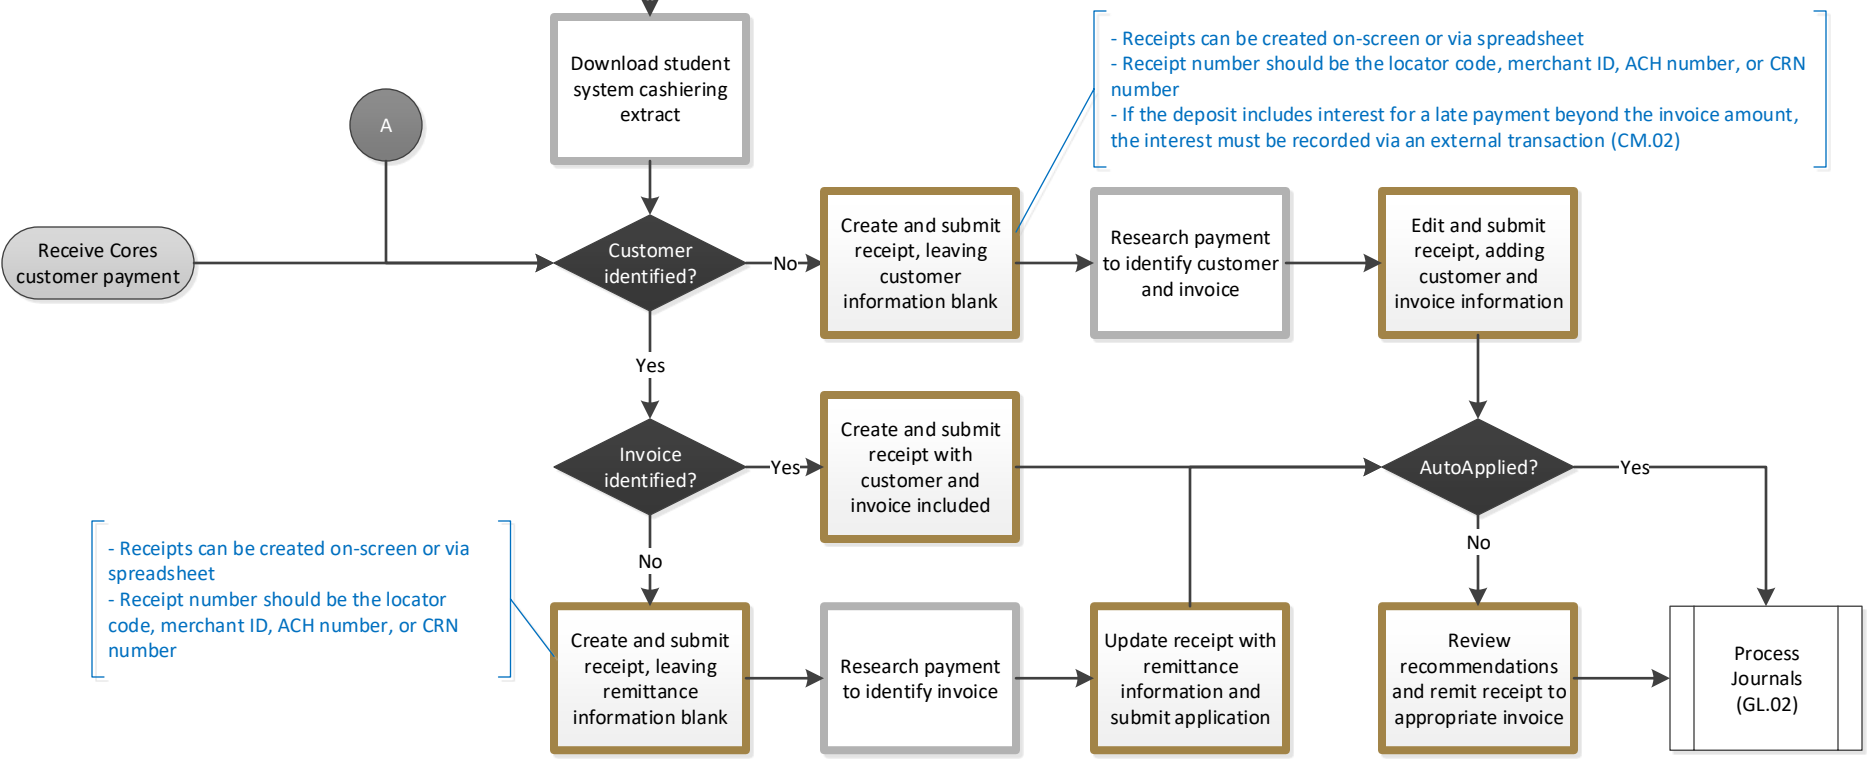 Download student
system cashiering
extract
- Receipts can be created on-screen or via spreadsheet
- Receipt number should be the locator code, merchant ID, ACH number, or CRN
number
- If the deposit includes interest for a late payment beyond the invoice amount,
the interest must be recorded via an external transaction (CM.02)
A
Receive Cores
customer payment
Customer
identified?
No
Create and submit
receipt, leaving
customer
information blank
Research payment
to identify customer
and invoice
Edit and submit
receipt, adding
customer and
invoice information
Yes
Invoice
identified?
Yes
Create and submit
receipt with
customer and
invoice included
AutoApplied?
Yes
No
No
- Receipts can be created on-screen or via
spreadsheet
- Receipt number should be the locator
code, merchant ID, ACH number, or CRN
number
Create and submit
receipt, leaving
remittance
information blank
Research payment
to identify invoice
Update receipt with
remittance
information and
submit application
Review
recommendations
and remit receipt to
appropriate invoice
Process
Journals
(GL.02)